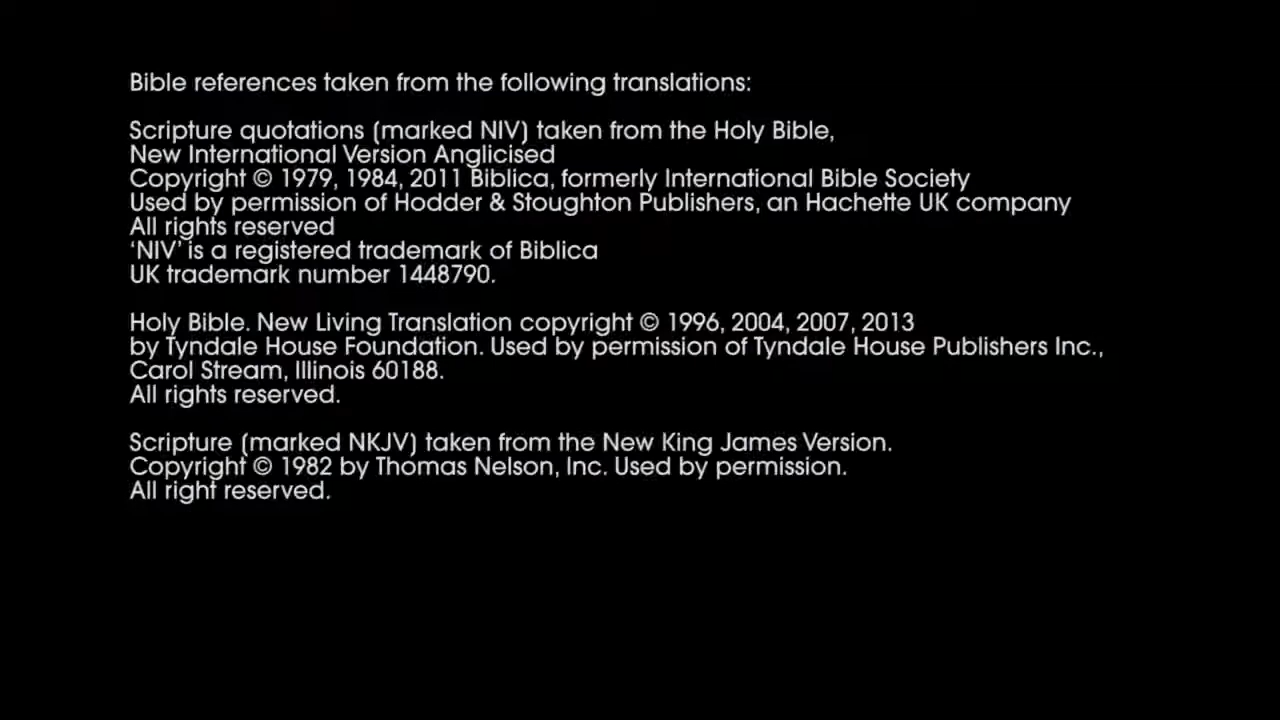 Bible references taken from the following translations:
Scripture quotations (marked NIV) taken from the Holy Bible,
New International Version Anglicised
Copyright © 1979, 1984, 2011 Biblica, formerly International Bible Society
Used by permission of Hodder & Stoughton Publishers, an Hachette UK company
All rights reserved
‘NIV’ is a registered trademark of Biblica
UK trademark number 1448790.
Holy Bible. New Living Translation copyright © 1996, 2004, 2007, 2013
by Tyndale House Foundation. Used by permission of Tyndale House Publishers Inc.,
Carol Stream, Illinois 60188.
All rights reserved.
Scripture (marked NKJV) taken from the New King James Version.
Copyright © 1982 by Thomas Nelson, Inc. Used by permission.
All right reserved.